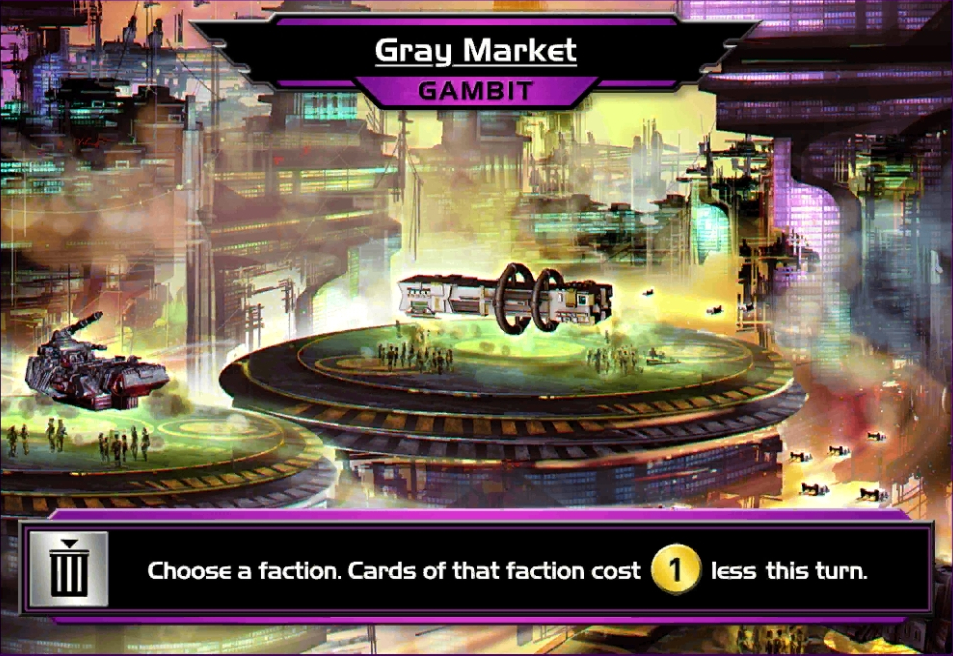 Gray Market
GAMBIT
Choose a faction. Cards of that faction cost 1 less this turn.